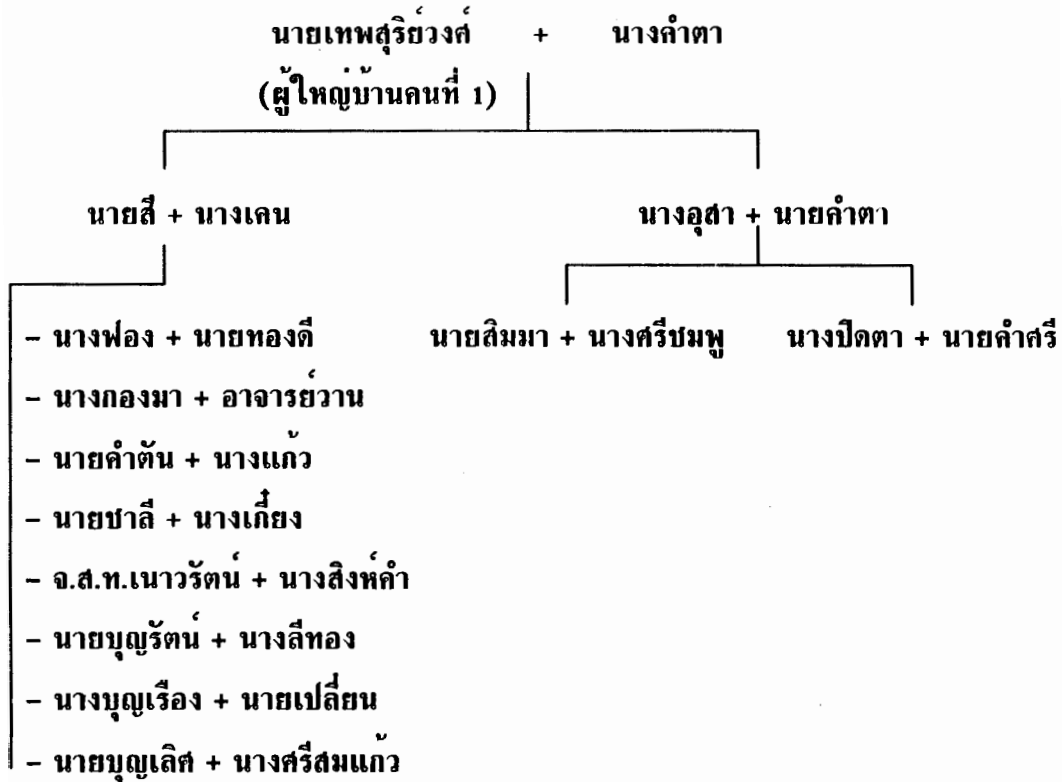 นายเทพสุริย์วงศ์ + นางคำตา
(ผู้ใหญ่บ้านคนที่ 1)
นายสี + นางเคน นางอุสา + นายคำตา
- นางฟอง + นายทองดี นายสิมมา + นางศรีชมพู นางปิดตา + นายคำศรี
- นางกองมา + อาจารย์วาน
- นายคำตัน + นางแก้ว
- นายชาลี + นางเกี๋ยง
- จ.ส.ท.เนาวรัตน์ + นางสิงห์คำ
- นายบุญรัตน์ + นางลีทอง
- นางบุญเรือง + นายเปลี่ยน
- นายบุญเลิศ + นางศรีสมแก้ว